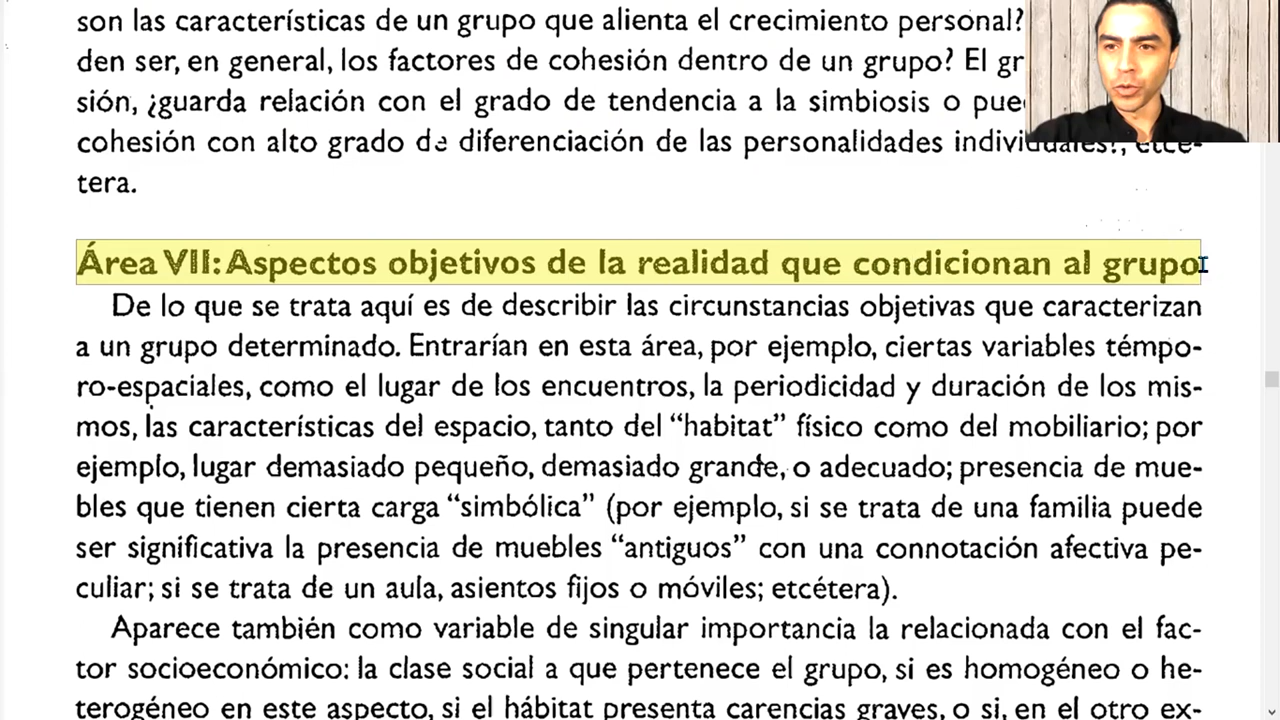 son las características de un grupo que alienta el crecimiento personal?
den ser, en general, los factores de cohesión dentro de un grupo? El gr
sión, ¿guarda relación con el grado de tendencia a la simbiosis o pue
cohesión con alto grado de diferenciación de las personalidades individuales?, etcé-
tera.
Área VII: Aspectos objetivos de la realidad que condicionan al grupo
De lo que se trata aquí es de describir las circunstancias objetivas que caracterizan
a un grupo determinado. Entrarían en esta área, por ejemplo, ciertas variables témpo-
ro-espaciales, como el lugar de los encuentros, la periodicidad y duración de los mis-
mos, las características del espacio, tanto del “habitat” físico como del mobiliario; por
ejemplo, lugar demasiado pequeño, demasiado grande, o adecuado; presencia de mue-
bles que tienen cierta carga “simbólica” (por ejemplo, si se trata de una familia puede
ser significativa la presencia de muebles “antiguos” con una connotación afectiva pe-
culiar; si se trata de un aula, asientos fijos o móviles; etcétera).
Aparece también como variable de singular importancia la relacionada con el fac-
tor socioeconómico: la clase social a que pertenece el grupo, si es homogéneo o he-
terogéneo en este aspecto, si el hábitat presenta carencias graves, o si, en el otro ex-